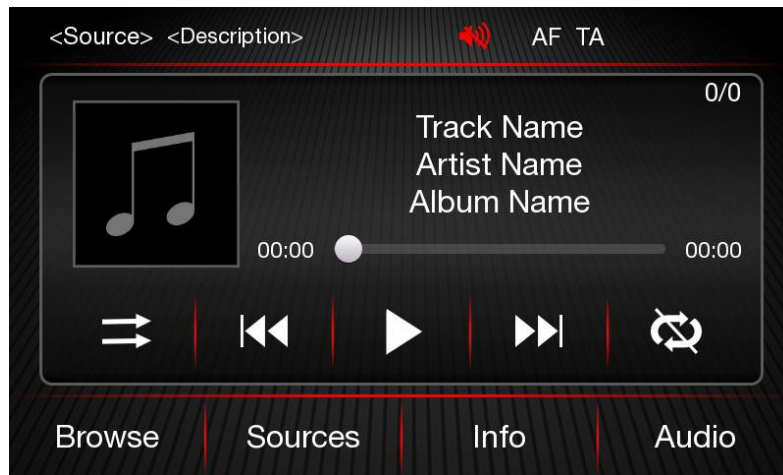 <Source> <Description> AF TA
0/0
Track Name
Artist Name
Album Name
00:00 00:00
Browse Sources Info Audio